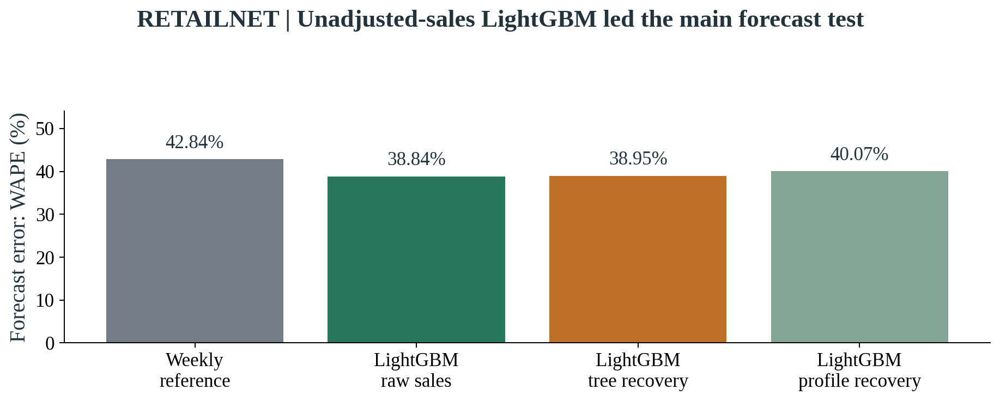 RETAILNET | Unadjusted-sales LightGBM led the main forecast test
Forecast error: WAPE (%)
50
40
30
20
10
0
42.84%
38.84%
38.95%
40.07%
Weekly
reference
LightGBM
raw sales
LightGBM
tree recovery
LightGBM
profile recovery